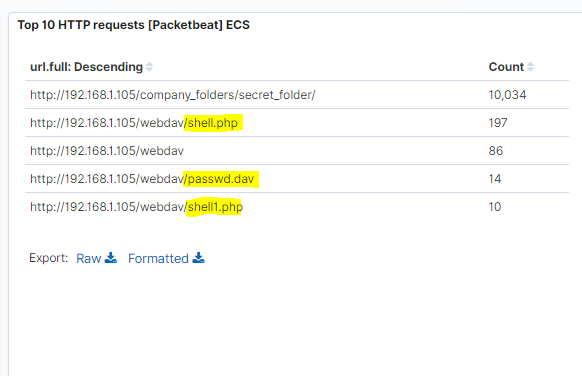 Top 10 HTTP requests [Packetbeat] ECS
url.full: Descending Count
http://192.168.1.105/company_folders/secret_folder/ 10,034
http://192.168.1.105/webdav/shell.php 197
http://192.168.1.105/webdav 86
http://192.168.1.105/webdav/passwd.dav 14
http://192.168.1.105/webdav/shell1.php 10
Export: Raw Formatted